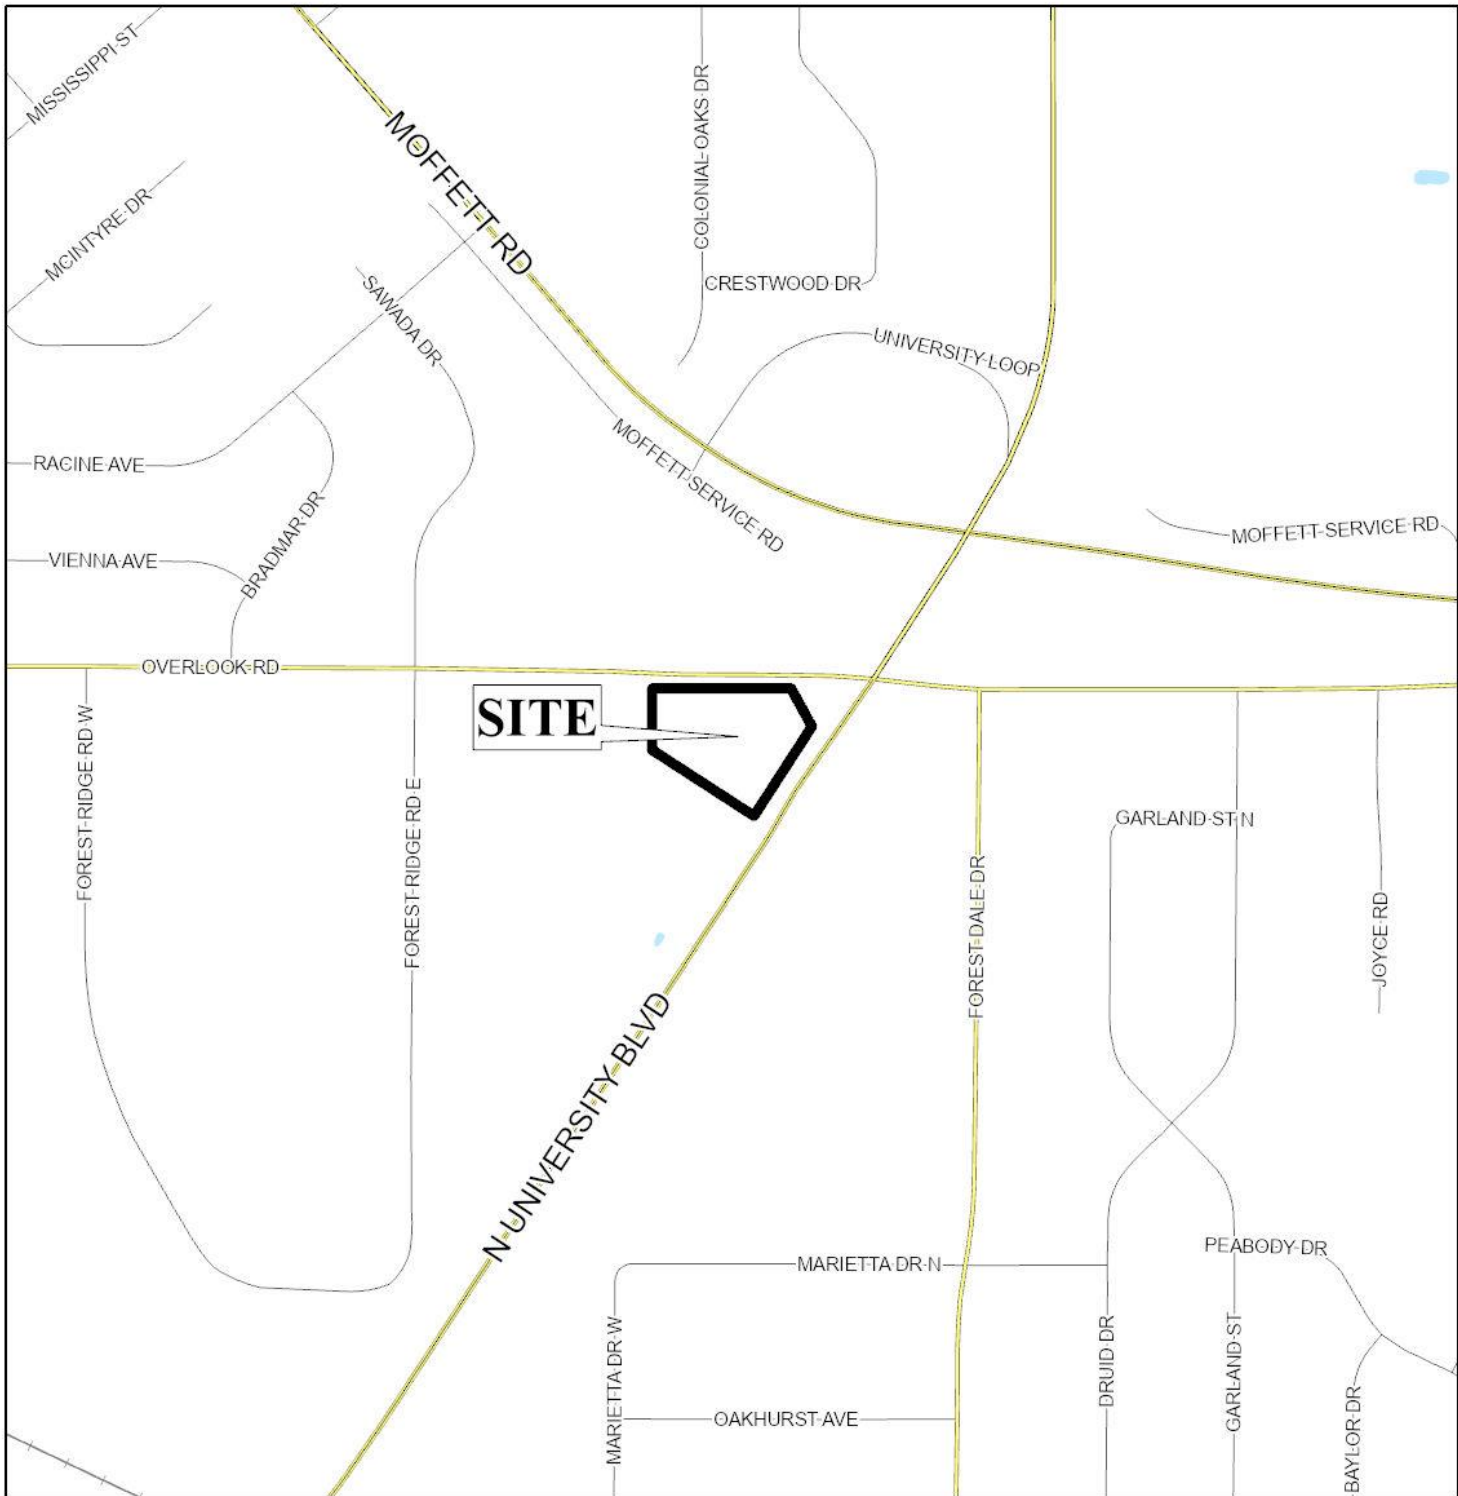 MISSISSIPPI ST
MOFFETT RD
COLONIAL OAKS DR
MCINTYRE DR
SAWADA DR
CRESTWOOD DR
UNIVERSITY LOOP
RACINE AVE
MOFFETT SERVICE RD
MOFFETT SERVICE RD
VIENNA AVE
BRADMAR DR
OVERLOOK RD
SITE
FOREST RIDGE RD W
FOREST RIDGE RD E
GARLAND ST N
FOREST DALE DR
JOYCE RD
N UNIVERSITY BLVD
MARIETTA DR N
PEABODY DR
MARIETTA DR W
DRUID DR
GARLAND ST
OAKHURST AVE
BAYLOR DR